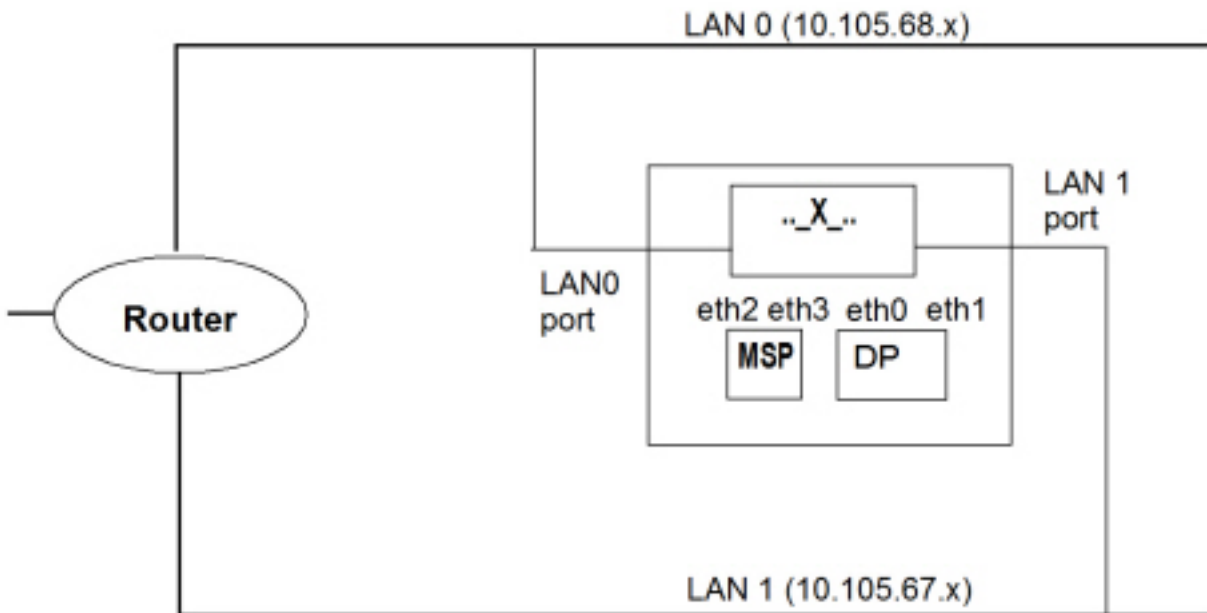 LAN 0 (10.105.68.x)
LAN 1
port
.._X_..
LAN0
port
eth2 eth3 eth0 eth1
Router
MSP DP
LAN 1 (10.105.67.x)